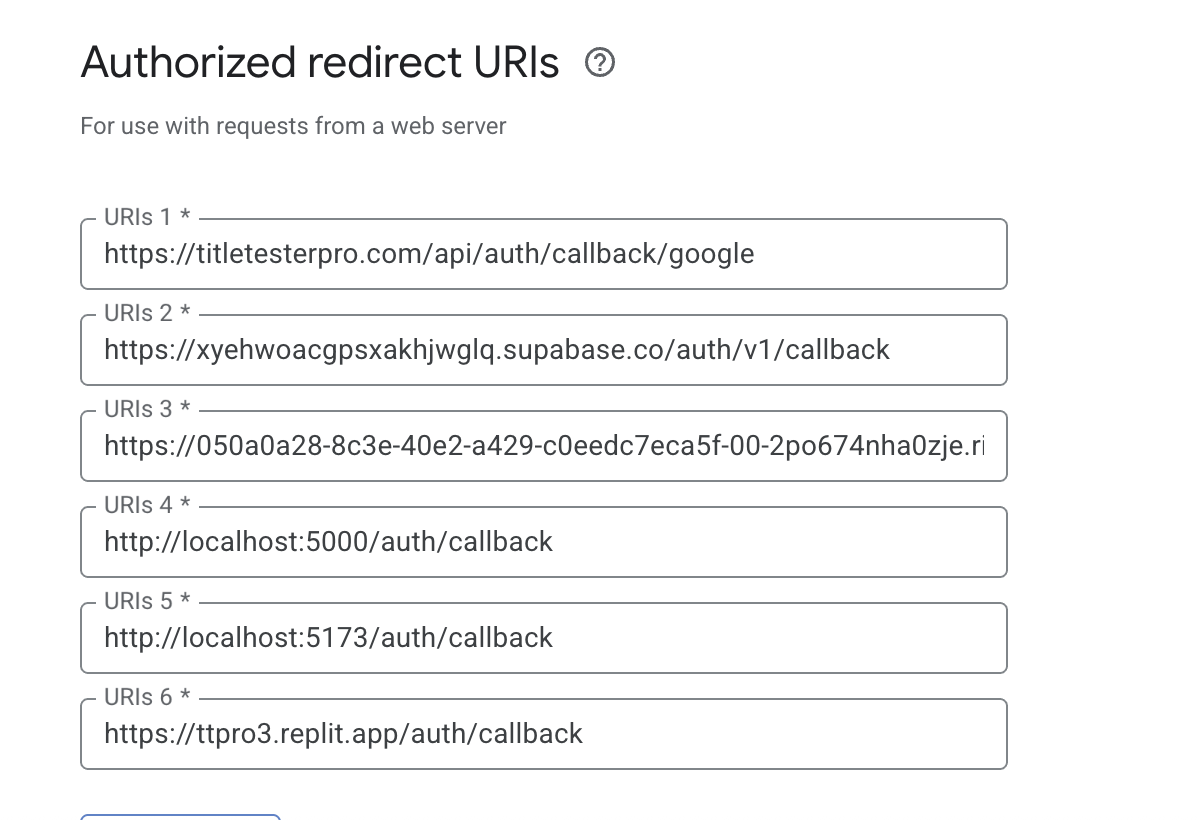 Authorized redirect URIs
For use with requests from a web server
URIs 1 *
https://titletesterpro.com/api/auth/callback/google
URIs 2 *
https://xyehwoacgpsxakhjwglq.supabase.co/auth/v1/callback
URIs 3 *
https://050a0a28-8c3e-40e2-a429-c0eedc7eca5f-00-2po674nha0zje.ri
URIs 4 *
http://localhost:5000/auth/callback
URIs 5 *
http://localhost:5173/auth/callback
URIs 6 *
https://ttpro3.replit.app/auth/callback